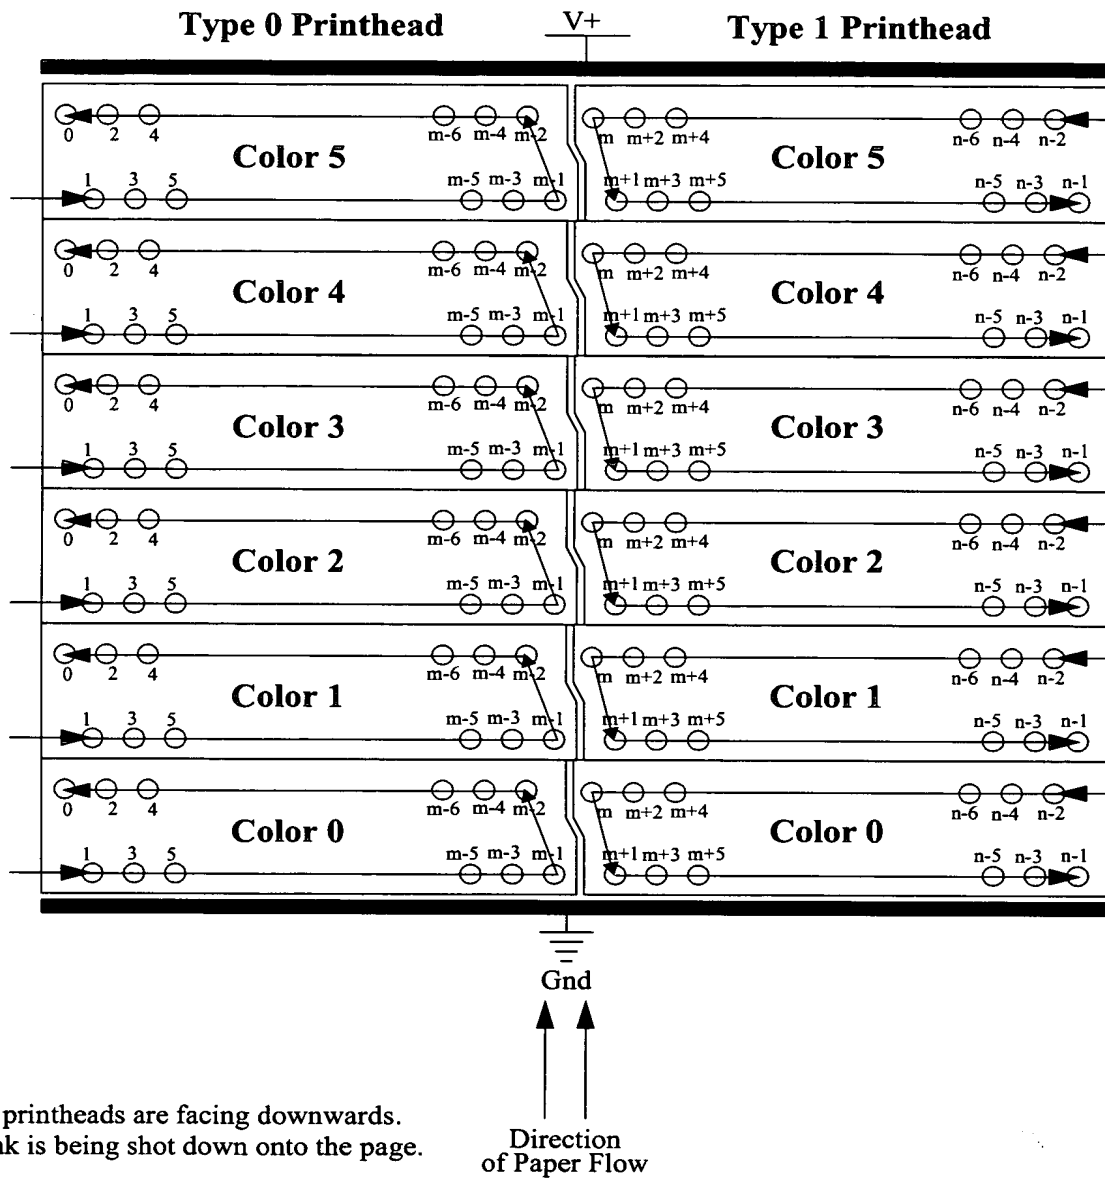 Type 0 Printhead V+ Type 1 Printhead
0 2 4 m-6 m-4 m-2 m m+2 m+4 n-6 n-4 n-2
Color 5 Color 5
1 3 5 m-5 m-3 m-1 m+1 m+3 m+5 n-5 n-3 n-1
0 2 4 m-6 m-4 m-2 m m+2 m+4 n-6 n-4 n-2
Color 4 Color 4
1 3 5 m-5 m-3 m-1 m+1 m+3 m+5 n-5 n-3 n-1
0 2 4 m-6 m-4 m-2 m m+2 m+4 n-6 n-4 n-2
Color 3 Color 3
1 3 5 m-5 m-3 m-1 m+1 m+3 m+5 n-5 n-3 n-1
0 2 4 m-6 m-4 m-2 m m+2 m+4 n-6 n-4 n-2
Color 2 Color 2
1 3 5 m-5 m-3 m-1 m+1 m+3 m+5 n-5 n-3 n-1
0 2 4 m-6 m-4 m-2 m m+2 m+4 n-6 n-4 n-2
Color 1 Color 1
1 3 5 m-5 m-3 m-1 m+1 m+3 m+5 n-5 n-3 n-1
0 2 4 m-6 m-4 m-2 m m+2 m+4 n-6 n-4 n-2
Color 0 Color 0
1 3 5 m-5 m-3 m-1 m+1 m+3 m+5 n-5 n-3 n-1
Gnd
printheads are facing downwards.
nk is being shot down onto the page.
Direction
of Paper Flow